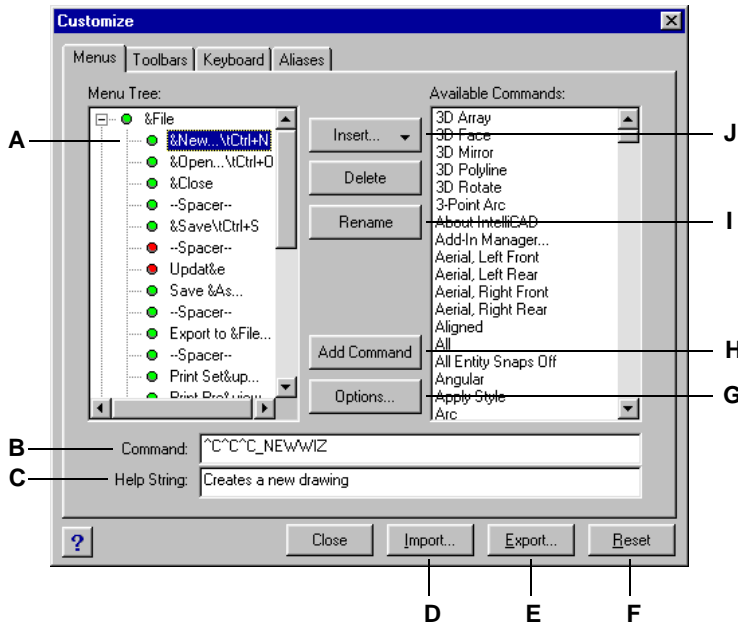 Customize
Menus Toolbars Keyboard Aliases
Menu Tree:
Available Commands:
&File
&New...\tCtrl+N
&Open...\tCtrl+O
&Close
--Spacer--
&Save\tCtrl+S
--Spacer--
Updat&e
Save &As...
--Spacer--
Export to &File...
--Spacer--
Print Set&up...
Print Pre&view
Insert...
Delete
Rename
Add Command
Options...
3D Array
3D Face
3D Mirror
3D Polyline
3D Rotate
3-Point Arc
About IntelliCAD
Add-In Manager...
Aerial, Left Front
Aerial, Left Rear
Aerial, Right Front
Aerial, Right Rear
Aligned
All
All Entity Snaps Off
Angular
Apply Style
Arc
Command: ^C^C^C_NEWWIZ
Help String: Creates a new drawing
? Close Import... Export... Reset
A
B
C
J
I
H
G
D E F